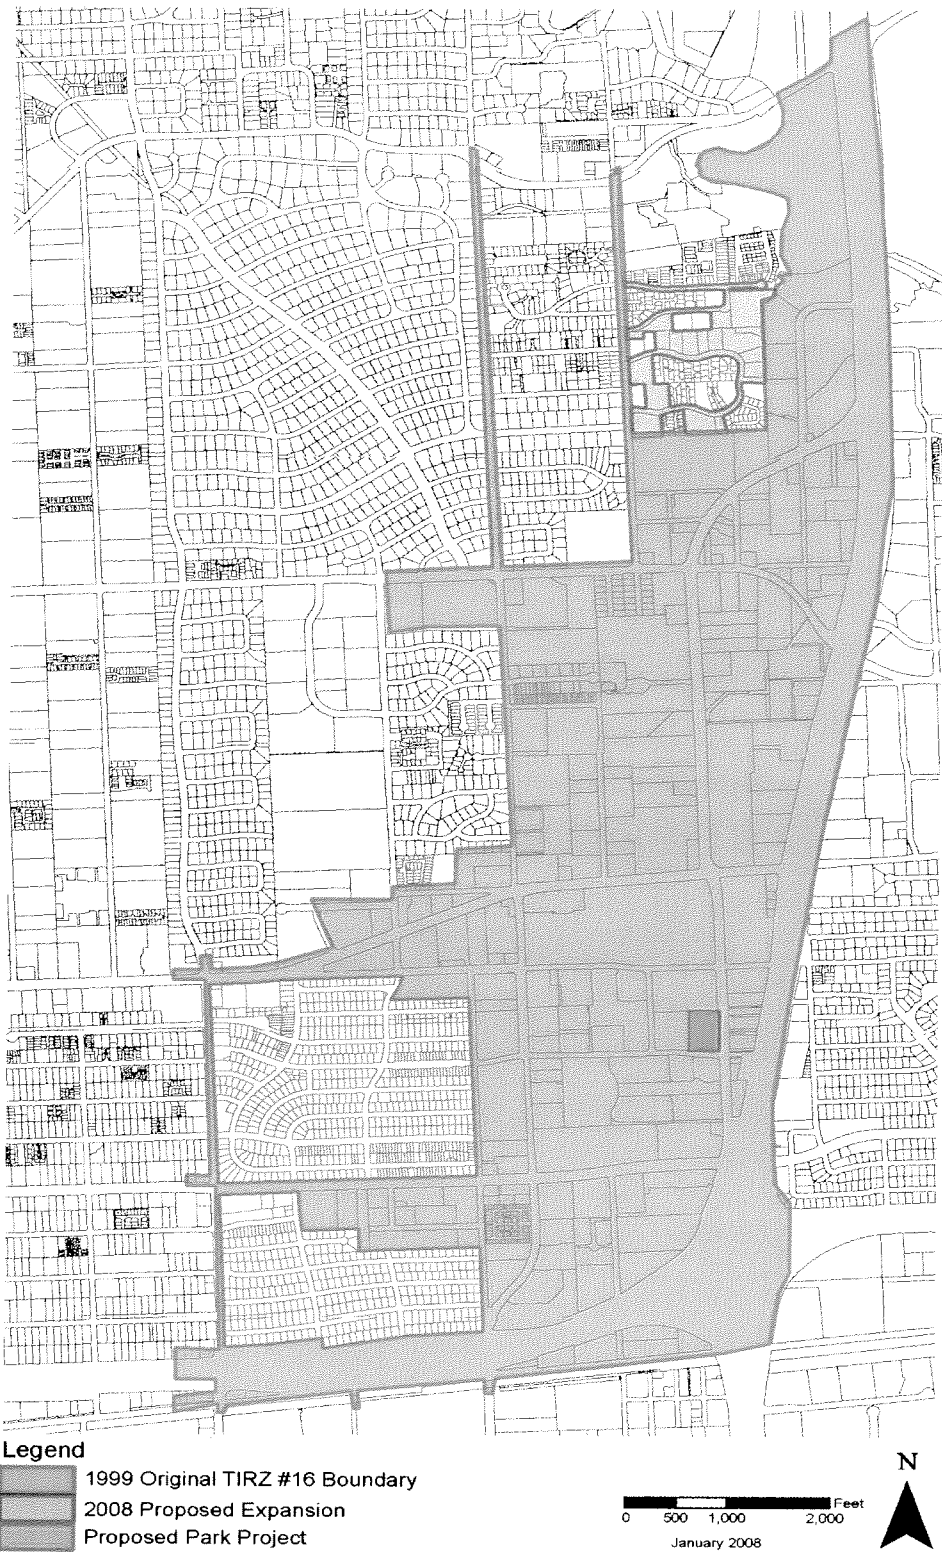 Legend
1999 Original TIRZ #16 Boundary
2008 Proposed Expansion
Proposed Park Project
N
Feet
0 500 1,000 2,000
January 2008